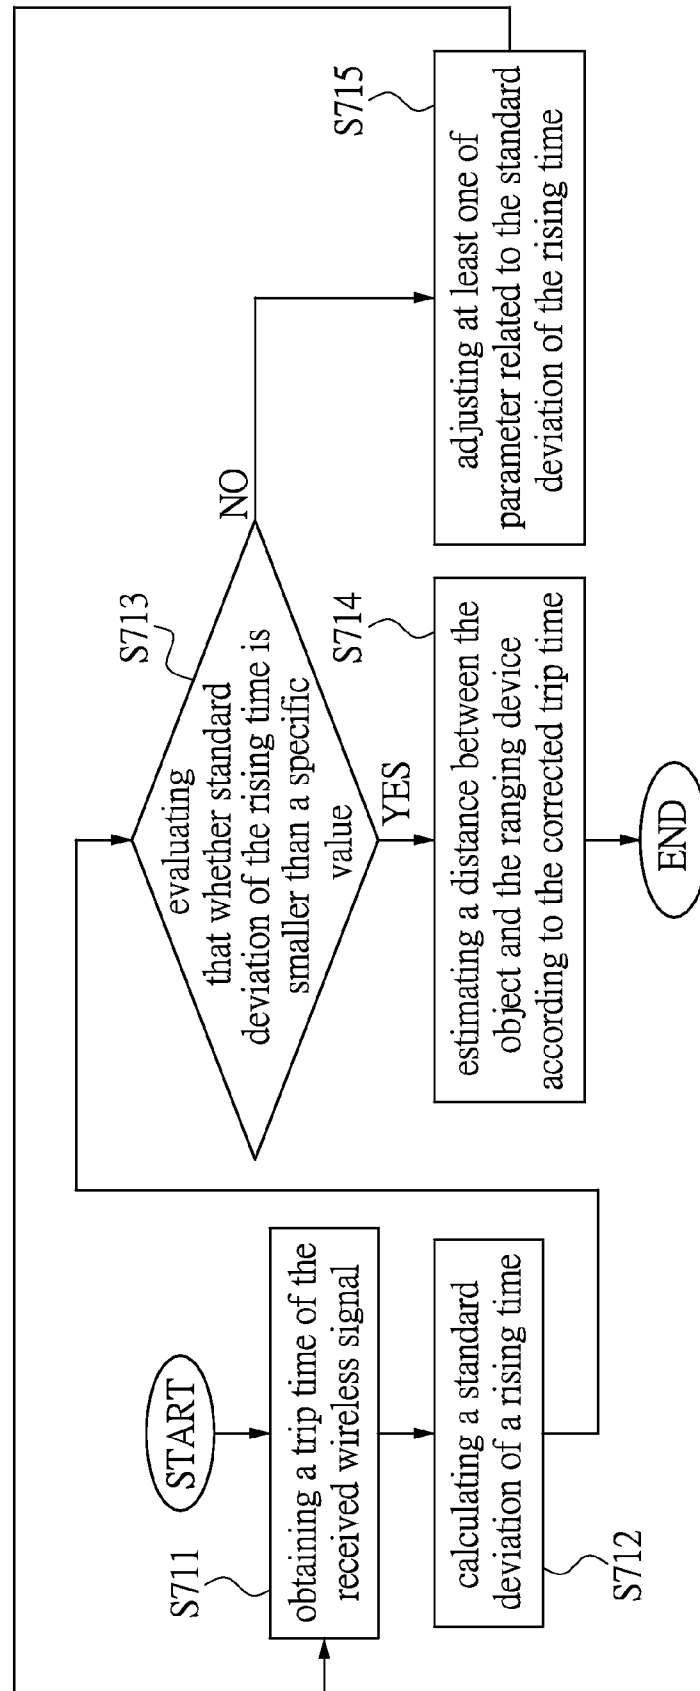 START
S711
obtaining a trip time of the
received wireless signal
calculating a standard
deviation of a rising time
S712
S713
evaluating
that whether standard
deviation of the rising time is
smaller than a specific
value
NO
YES
S714
estimating a distance between the
object and the ranging device
according to the corrected trip time
END
S715
adjusting at least one of
parameter related to the standard
deviation of the rising time